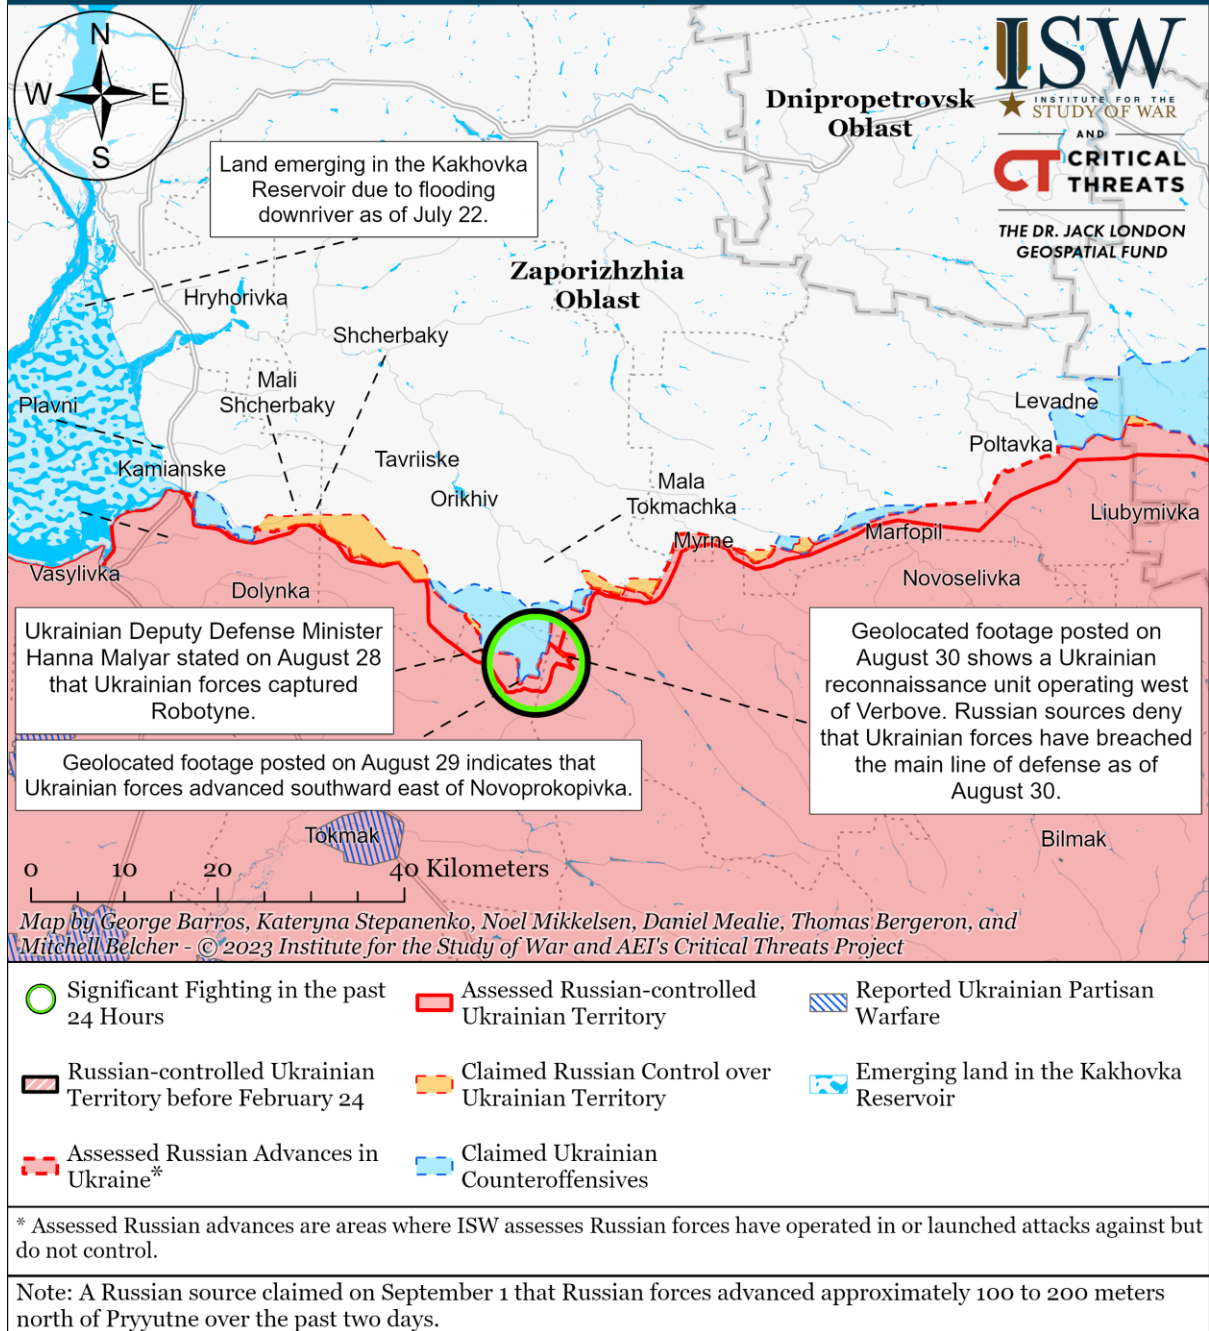 N
W
E
S
ISW
INSTITUTE FOR THE
STUDY OF WAR
AND
CT CRITICAL
THREATS
THE DR. JACK LONDON
GEOSPATIAL FUND
Dnipropetrovsk
Oblast
Land emerging in the Kakhovka
Reservoir due to flooding
downriver as of July 22.
Zaporizhzhia
Oblast
Hryhorivka
Shcherbaky
Mali
Shcherbaky
Plavni
Levadne
Poltavka
Kamianske
Tavriiske
Orikhiv
Mala
Tokmachka
Liubymivka
Myrne
Marfopil
Vasylivka
Dolynka
Novoselivka
Ukrainian Deputy Defense Minister
Hanna Malyar stated on August 28
that Ukrainian forces captured
Robotyne.
Geolocated footage posted on
August 30 shows a Ukrainian
reconnaissance unit operating west
of Verbove. Russian sources deny
that Ukrainian forces have breached
the main line of defense as of
August 30.
Geolocated footage posted on August 29 indicates that
Ukrainian forces advanced southward east of Novoprokopivka.
Tokmak
Bilmak
0 10 20 40 Kilometers
Map by George Barros, Kateryna Stepanenko, Noel Mikkelsen, Daniel Mealie, Thomas Bergeron, and
Mitchell Belcher - © 2023 Institute for the Study of War and AEI's Critical Threats Project
Significant Fighting in the past
24 Hours
Assessed Russian-controlled
Ukrainian Territory
Reported Ukrainian Partisan
Warfare
Russian-controlled Ukrainian
Territory before February 24
Claimed Russian Control over
Ukrainian Territory
Emerging land in the Kakhovka
Reservoir
Assessed Russian Advances in
Ukraine*
Claimed Ukrainian
Counteroffensives
* Assessed Russian advances are areas where ISW assesses Russian forces have operated in or launched attacks against but
do not control.
Note: A Russian source claimed on September 1 that Russian forces advanced approximately 100 to 200 meters
north of Pryyutne over the past two days.